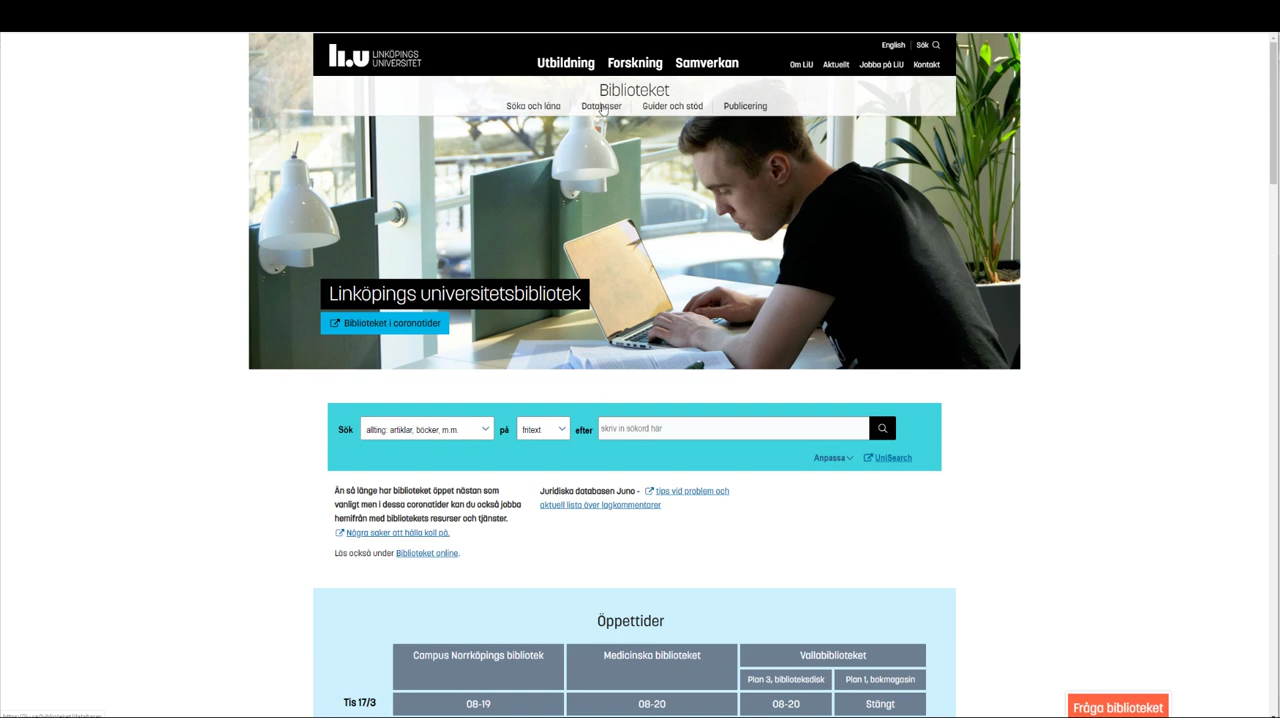 English
Sök
li.u LINKÖPINGS
UNIVERSITET
Utbildning Forskning Samverkan
Om LiU Aktuellt Jobba på LiU Kontakt
Biblioteket
Söka och låna Databaser Guider och stöd Publicering
Linköpings universitetsbibliotek
Biblioteket i coronatider
Sök allting: artiklar, böcker, m.m. på fritext efter skriv in sökord här
Anpassa UniSearch
Än så länge har biblioteket öppet nästan som
vanligt men i dessa coronatider kan du också jobba
hemifrån med bibliotekets resurser och tjänster.
Några saker att hålla koll på.
Läs också under Biblioteket online.
Juridiska databasen Juno - tips vid problem och
aktuell lista över lagkommentarer
Öppettider
Campus Norrköpings bibliotek Medicinska biblioteket Vallabiblioteket
Plan 3, biblioteksdisk Plan 1, bokmagasin
Tis 17/3 08-19 08-20 08-20 Stängt
Fråga biblioteket